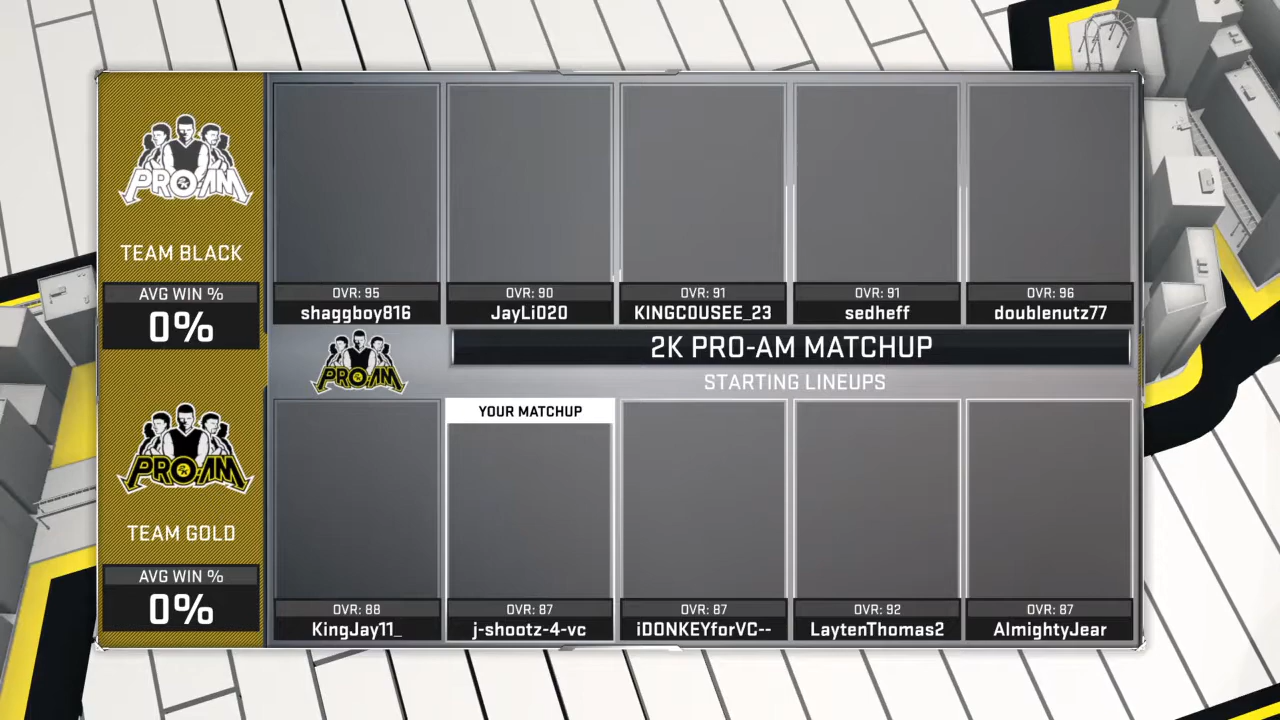 PRO-AM
TEAM BLACK
AVG WIN %
0%
OVR: 95
shaggboy816
OVR: 90
JayLi020
OVR: 91
KINGCOUSEE_23
OVR: 91
sedheff
OVR: 96
doublenutz77
PRO-AM
2K PRO-AM MATCHUP
STARTING LINEUPS
PRO-AM
TEAM GOLD
AVG WIN %
0%
OVR: 88
KingJay11_
YOUR MATCHUP
OVR: 87
j-shootz-4-vc
OVR: 87
iDONKEYforVC--
OVR: 92
LaytenThomas2
OVR: 87
AlmightyJear